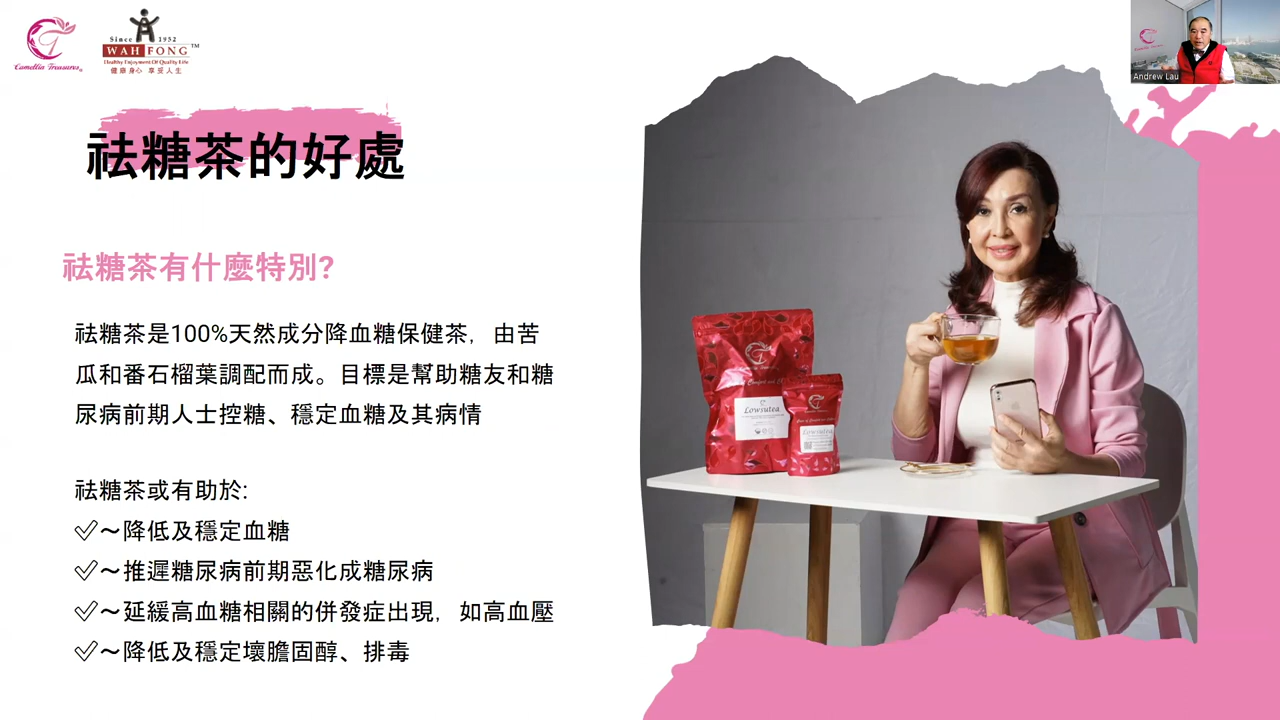 Camellia Treasures
Since 1952
WAH FONG TM
Healthy Enjoyment Of Quality Life
健康身心 享受人生
Andrew Lau
祛糖茶的好處
祛糖茶有什麼特別?
祛糖茶是100%天然成分降血糖保健茶，由苦
瓜和番石榴葉調配而成。目標是幫助糖友和糖
尿病前期人士控糖、穩定血糖及其病情
祛糖茶或有助於:
✓～降低及穩定血糖
✓～推遲糖尿病前期惡化成糖尿病
✓～延緩高血糖相關的併發症出現，如高血壓
✓～降低及穩定壞膽固醇、排毒
Lowsutea
Lowsutea